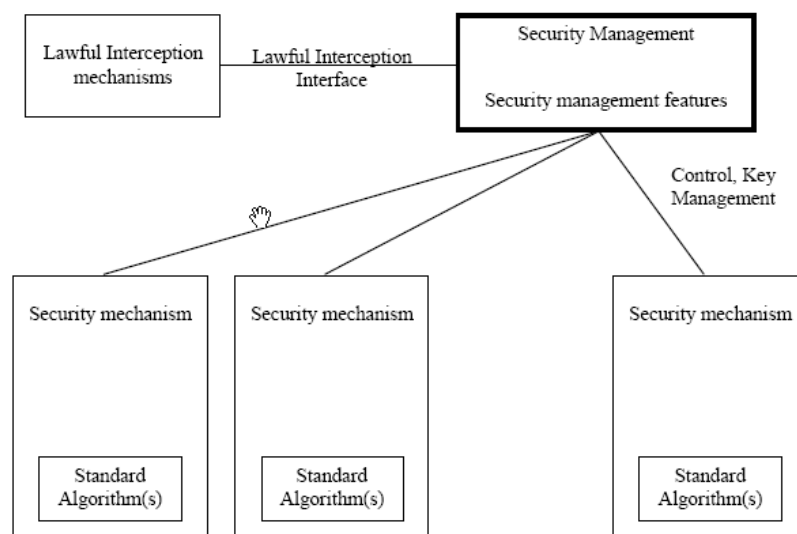 Lawful Interception
mechanisms
Lawful Interception
Interface
Security Management
Security management features
Control, Key
Management
Security mechanism
Standard
Algorithm(s)
Security mechanism
Standard
Algorithm(s)
Security mechanism
Standard
Algorithm(s)